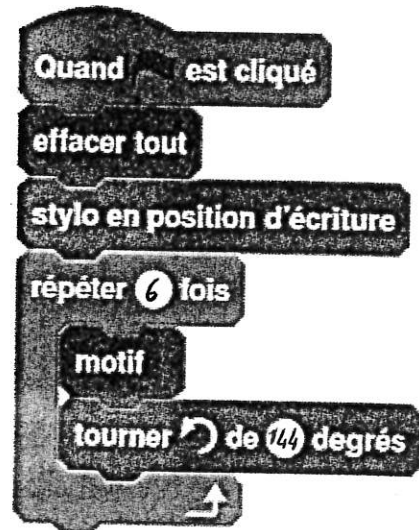 Quand est cliqué
effacer tout
stylo en position d'écriture
répéter 6 fois
motif
tourner de 144 degrés